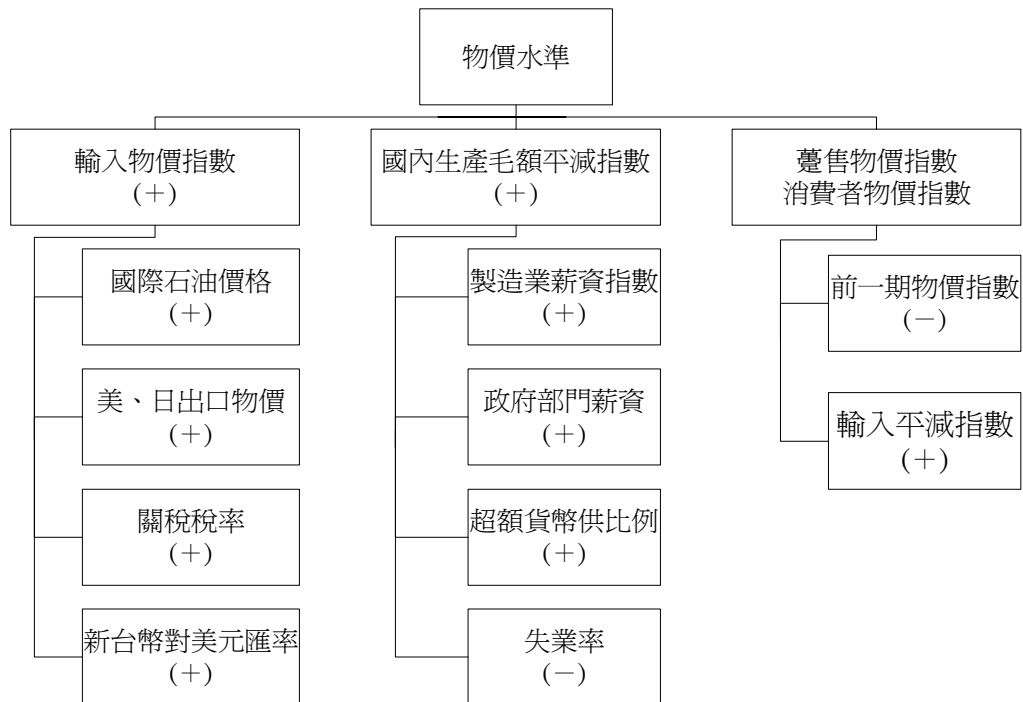 物價水準
輸入物價指數
(+)
國際石油價格
(+)
美、日出口物價
(+)
關稅稅率
(+)
新台幣對美元匯率
(+)
國內生產毛額平減指數
(+)
製造業薪資指數
(+)
政府部門薪資
(+)
超額貨幣供比例
(+)
失業率
(-)
躉售物價指數
消費者物價指數
前一期物價指數
(-)
輸入平減指數
(+)